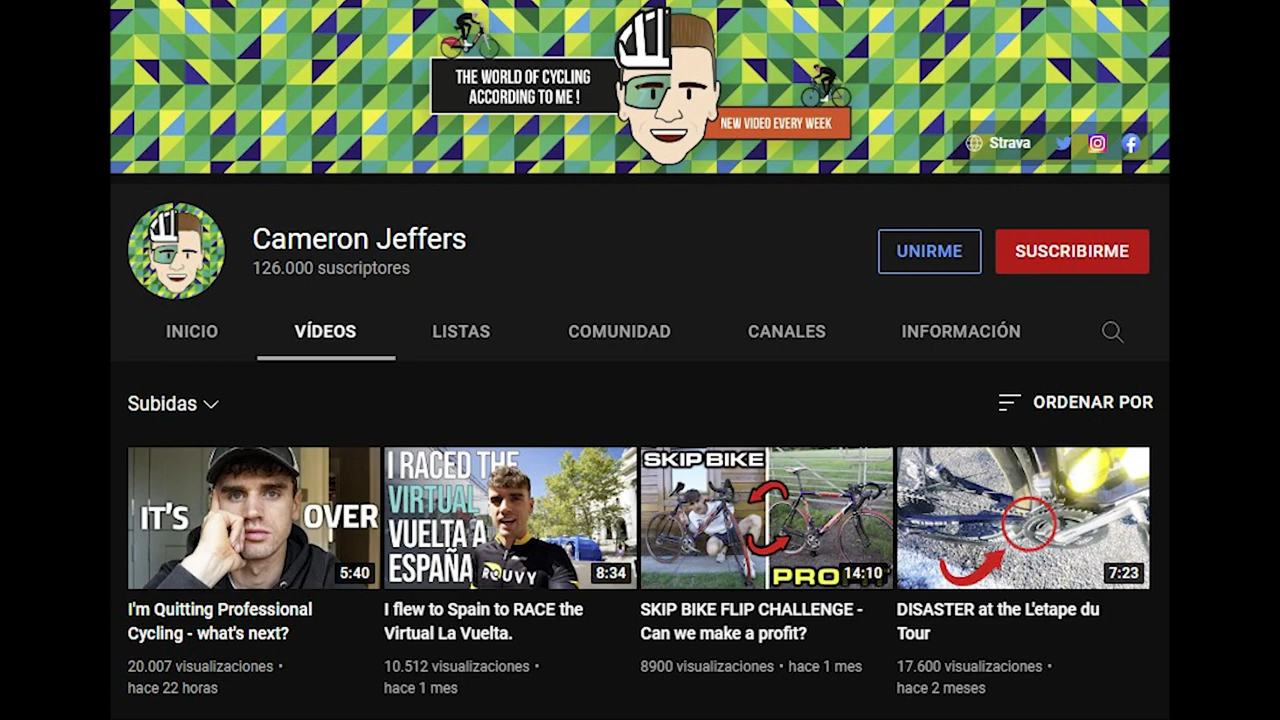 THE WORLD OF CYCLING
ACCORDING TO ME !
NEW VIDEO EVERY WEEK
Strava
Cameron Jeffers
126.000 suscriptores
UNIRME
SUSCRIBIRME
INICIO
VÍDEOS
LISTAS
COMUNIDAD
CANALES
INFORMACIÓN
Subidas
ORDENAR POR
IT'S OVER
5:40
I'm Quitting Professional
Cycling - what's next?
20.007 visualizaciones •
hace 22 horas
I RACED THE
VIRTUAL
VUELTA A
ESPAÑA
ROUVY
8:34
I flew to Spain to RACE the
Virtual La Vuelta.
10.512 visualizaciones •
hace 1 mes
SKIP BIKE
14:10
SKIP BIKE FLIP CHALLENGE -
Can we make a profit?
8900 visualizaciones • hace 1 mes
7:23
DISASTER at the L'etape du
Tour
17.600 visualizaciones •
hace 2 meses